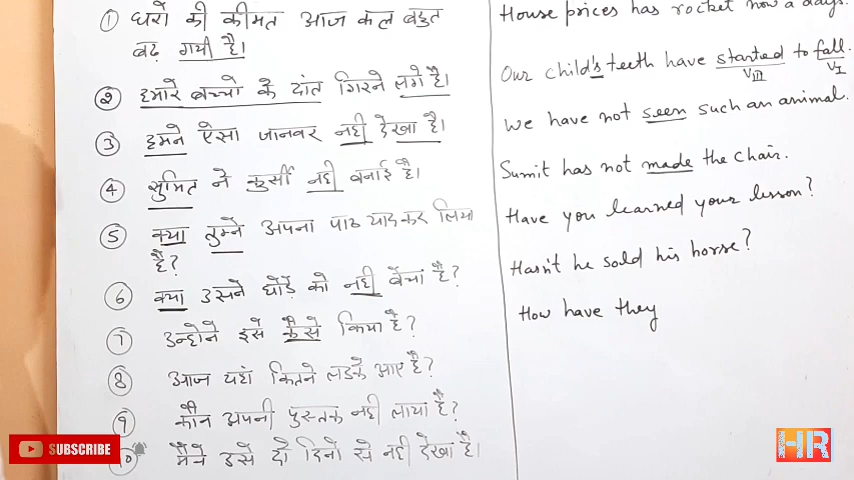 ① घरों की कीमत आज कल बहुत
बढ़ गयी है।
② हमारे बच्चो के दांत गिरने लगे है।
③ हमने ऐसा जानवर नही देखा है।
④ सुमित ने कुर्सी नही बनाई है।
⑤ क्या तुमने अपना पाठ याद कर लिया
है?
⑥ क्या उसने घोड़े को नही बेचा है?
⑦ उन्होने इसे कैसे किया है?
⑧ आज यहां कितने लडके आए है?
⑨ कौन अपनी पुस्तक नही लाया है?
10 मैने उसे दो दिनो से नही देखा है।
House prices has rocket now a days.
Our child's teeth have started to fall.
VIII VI
We have not seen such an animal.
Sumit has not made the chair.
Have you learned your lesson?
Hasn't he sold his horse?
How have they
SUBSCRIBE
HR